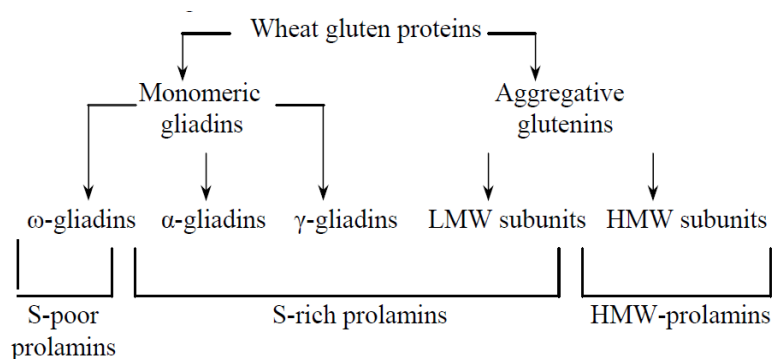 Wheat gluten proteins
Monomeric gliadins
Aggregative glutenins
ω-gliadins α-gliadins γ-gliadins LMW subunits HMW subunits
S-poor prolamins
S-rich prolamins
HMW-prolamins